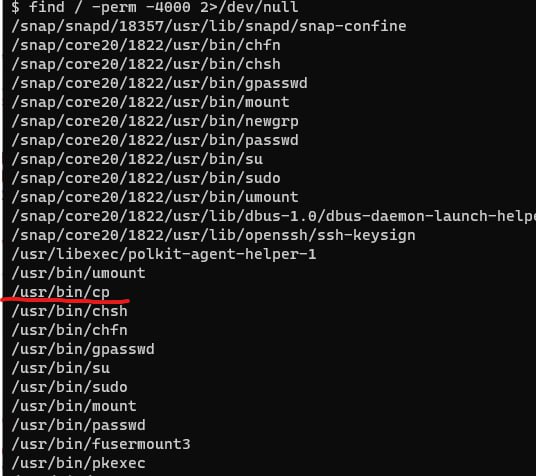 $ find / -perm -4000 2>/dev/null
/snap/snapd/18357/usr/lib/snapd/snap-confine
/snap/core20/1822/usr/bin/chfn
/snap/core20/1822/usr/bin/chsh
/snap/core20/1822/usr/bin/gpasswd
/snap/core20/1822/usr/bin/mount
/snap/core20/1822/usr/bin/newgrp
/snap/core20/1822/usr/bin/passwd
/snap/core20/1822/usr/bin/su
/snap/core20/1822/usr/bin/sudo
/snap/core20/1822/usr/bin/umount
/snap/core20/1822/usr/lib/dbus-1.0/dbus-daemon-launch-helpe
/snap/core20/1822/usr/lib/openssh/ssh-keysign
/usr/libexec/polkit-agent-helper-1
/usr/bin/umount
/usr/bin/cp
/usr/bin/chsh
/usr/bin/chfn
/usr/bin/gpasswd
/usr/bin/su
/usr/bin/sudo
/usr/bin/mount
/usr/bin/passwd
/usr/bin/fusermount3
/usr/bin/pkexec